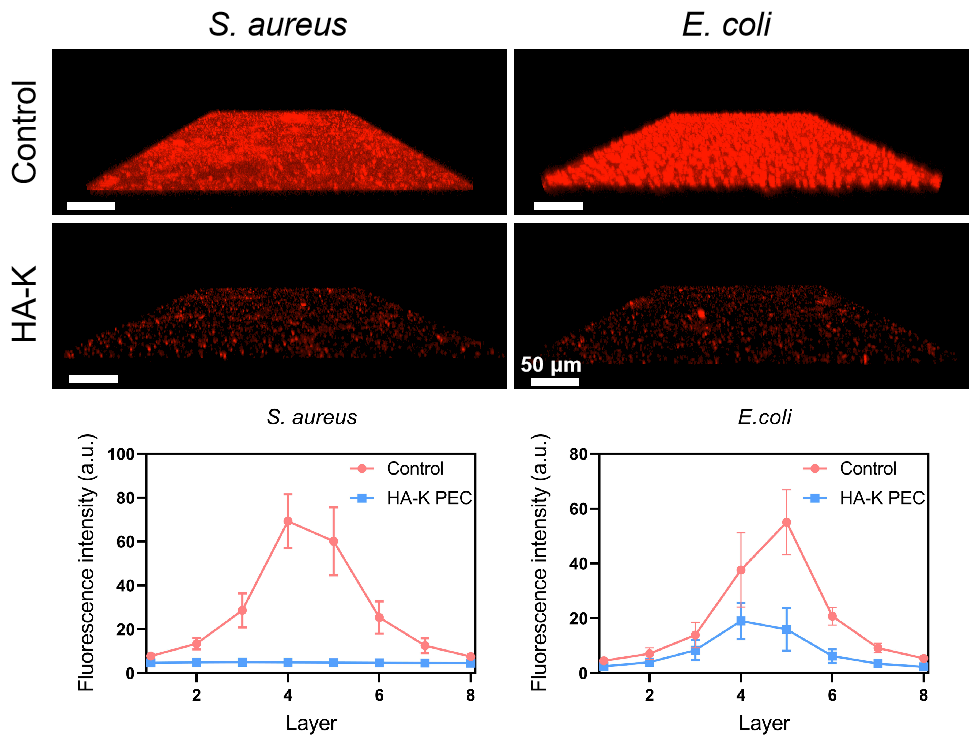 S. aureus
E. coli
Control
HA-K
50 μm
S. aureus
Fluorescence intensity (a.u.)
100
80
60
40
20
0
2
4
6
8
Layer
Control
HA-K PEC
E.coli
Fluorescence intensity (a.u.)
80
60
40
20
0
2
4
6
8
Layer
Control
HA-K PEC